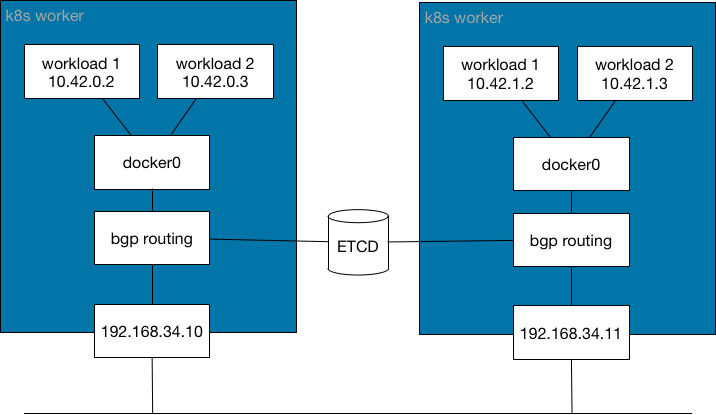 k8s worker
workload 1
10.42.0.2
workload 2
10.42.0.3
docker0
bgp routing
192.168.34.10
ETCD
k8s worker
workload 1
10.42.1.2
workload 2
10.42.1.3
docker0
bgp routing
192.168.34.11